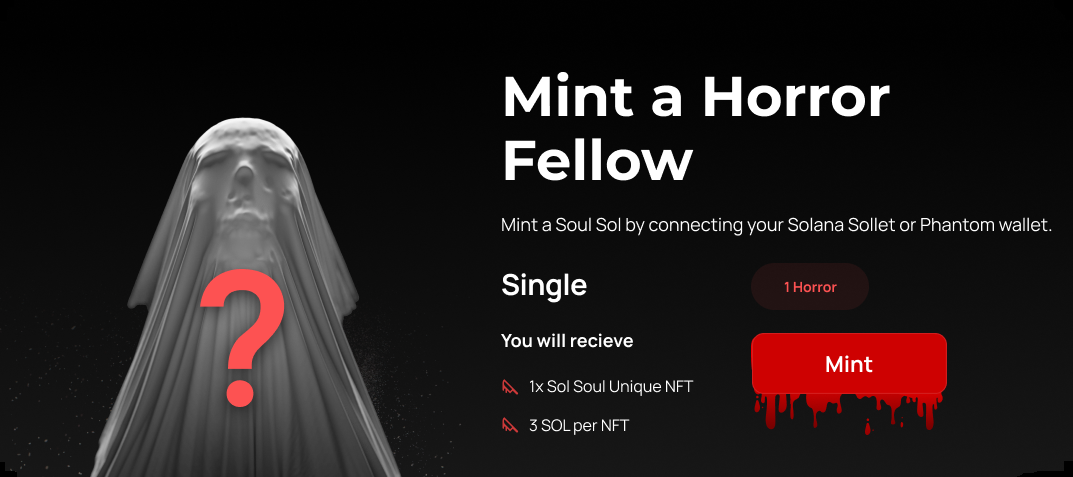 Mint a Horror
Fellow
Mint a Soul Sol by connecting your Solana Sollet or Phantom wallet.
Single
1 Horror
You will recieve
Mint
1x Sol Soul Unique NFT
3 SOL per NFT
?